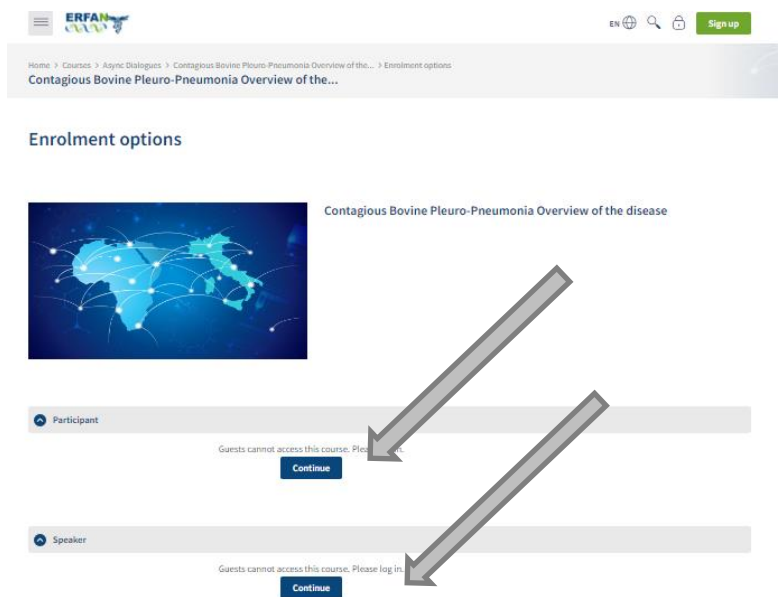 ERFAN
EN
Sign up
Home > Courses > Async Dialogues > Contagious Bovine Pleuro-Pneumonia Overview of the... > Enrolment options
Contagious Bovine Pleuro-Pneumonia Overview of the...
Enrolment options
Contagious Bovine Pleuro-Pneumonia Overview of the disease
Participant
Guests cannot access this course.
Continue
Speaker
Guests cannot access this course. Please log in.
Continue